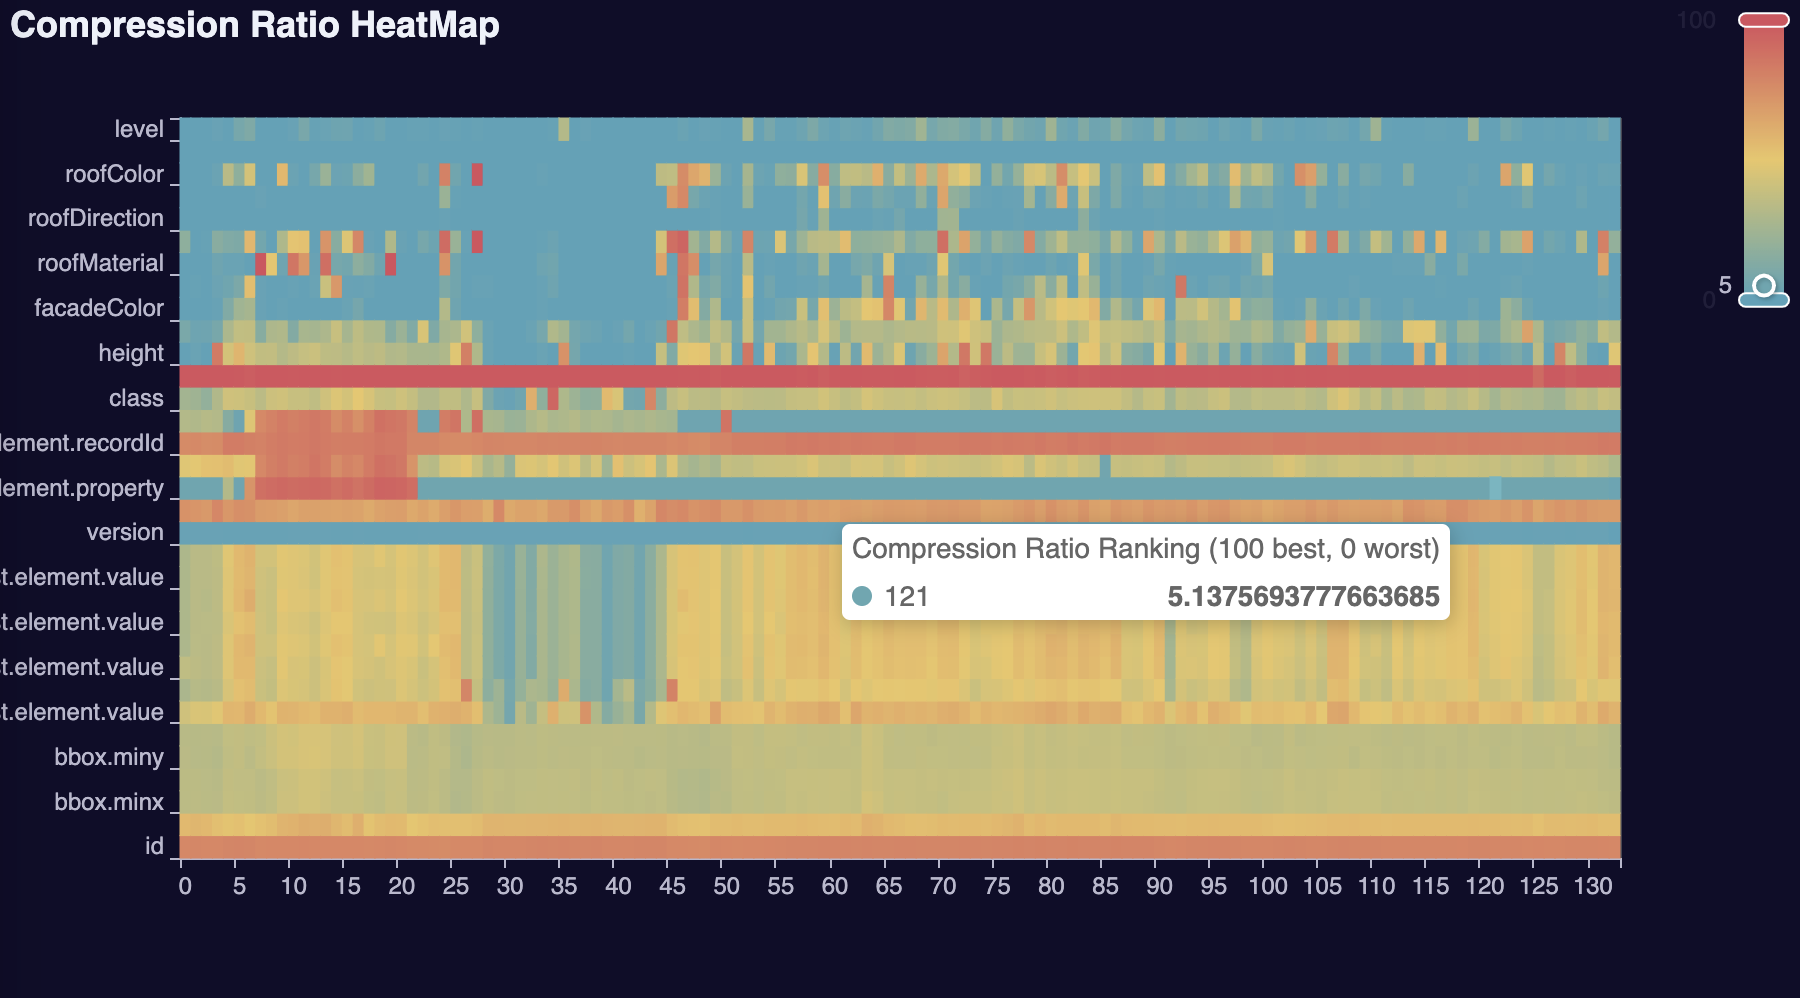 Compression Ratio HeatMap
100
5
0
level
roofColor
roofDirection
roofMaterial
facadeColor
height
class
lement.recordId
lement.property
version
Compression Ratio Ranking (100 best, 0 worst)
121 5.1375693777663685
t.element.value
t.element.value
t.element.value
t.element.value
bbox.miny
bbox.minx
id
0 5 10 15 20 25 30 35 40 45 50 55 60 65 70 75 80 85 90 95 100 105 110 115 120 125 130